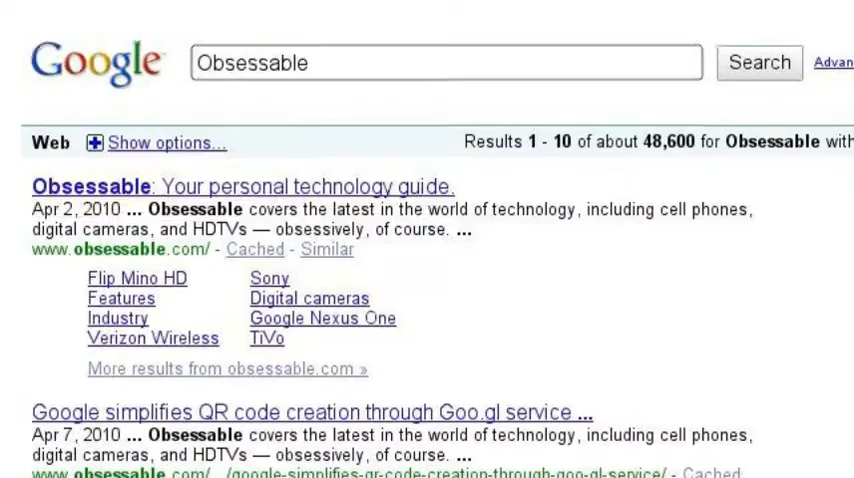 Google Obsessable Search Advan
Web Show options... Results 1 - 10 of about 48,600 for Obsessable with
Obsessable: Your personal technology guide.
Apr 2, 2010 ... Obsessable covers the latest in the world of technology, including cell phones,
digital cameras, and HDTVs — obsessively, of course. ...
www.obsessable.com/ - Cached - Similar
Flip Mino HD Sony
Features Digital cameras
Industry Google Nexus One
Verizon Wireless TiVo
More results from obsessable.com »
Google simplifies QR code creation through Goo.gl service ...
Apr 7, 2010 ... Obsessable covers the latest in the world of technology, including cell phones,
digital cameras, and HDTVs — obsessively, of course. ...
www.obsessable.com/.../google-simplifies-qr-code-creation-through-goo-gl-service/ - Cached